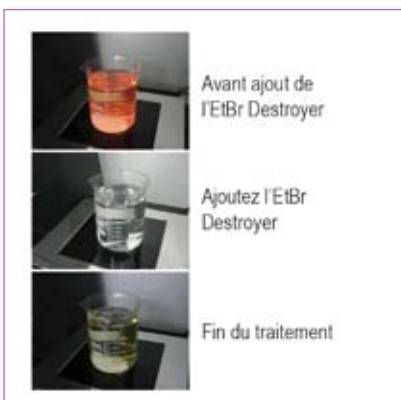 Avant ajout de
l'EtBr Destroyer
Ajoutez l'EtBr
Destroyer
Fin du traitement